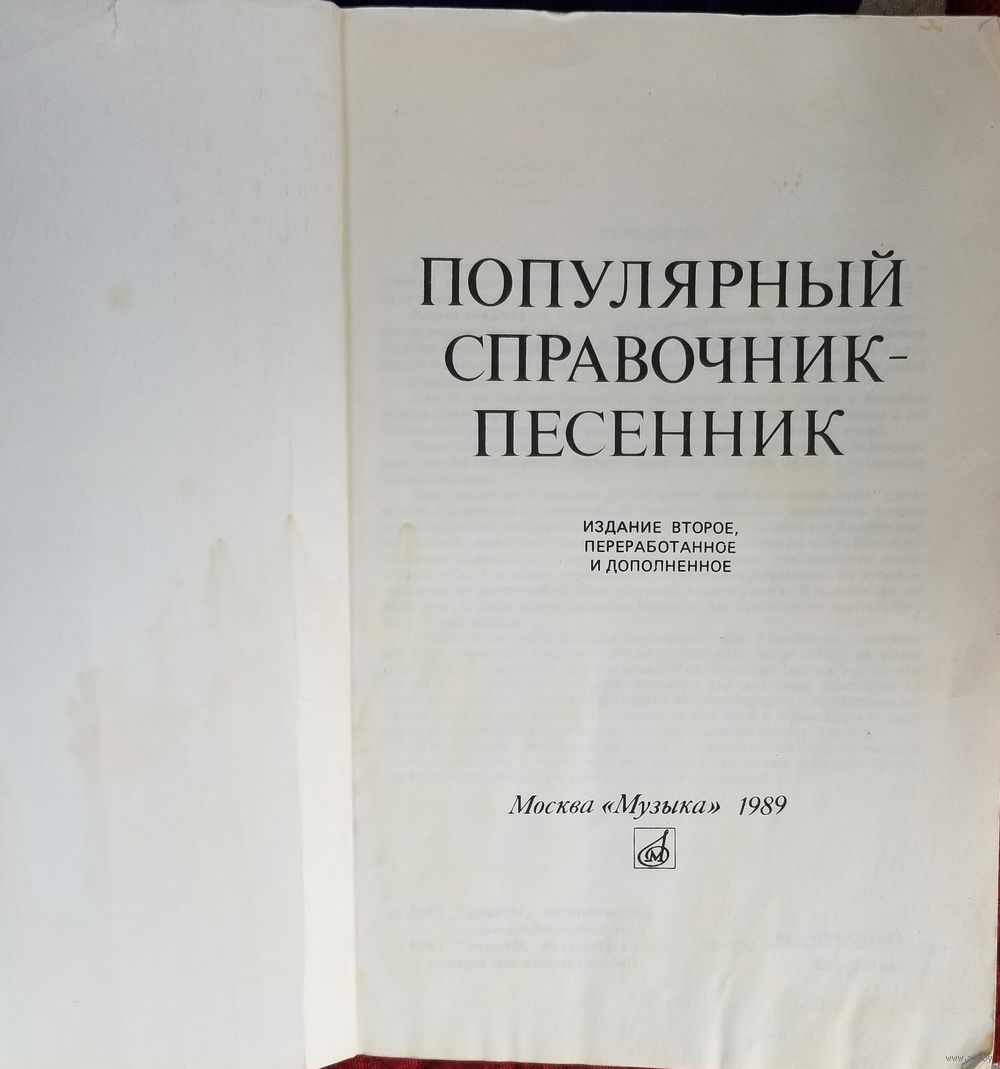 ПОПУЛЯРНЫЙ
СПРАВОЧНИК-
ПЕСЕННИК
ИЗДАНИЕ ВТОРОЕ,
ПЕРЕРАБОТАННОЕ
И ДОПОЛНЕННОЕ
Москва «Музыка» 1989
М